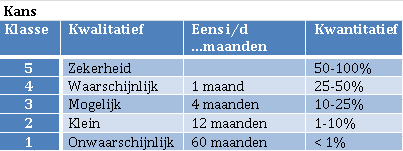 Kans
Klasse Kwalitatief Eens i/d ...maanden Kwantitatief
5 Zekerheid 50-100%
4 Waarschijnlijk 1 maand 25-50%
3 Mogelijk 4 maanden 10-25%
2 Klein 12 maanden 1-10%
1 Onwaarschijnlijk 60 maanden < 1%